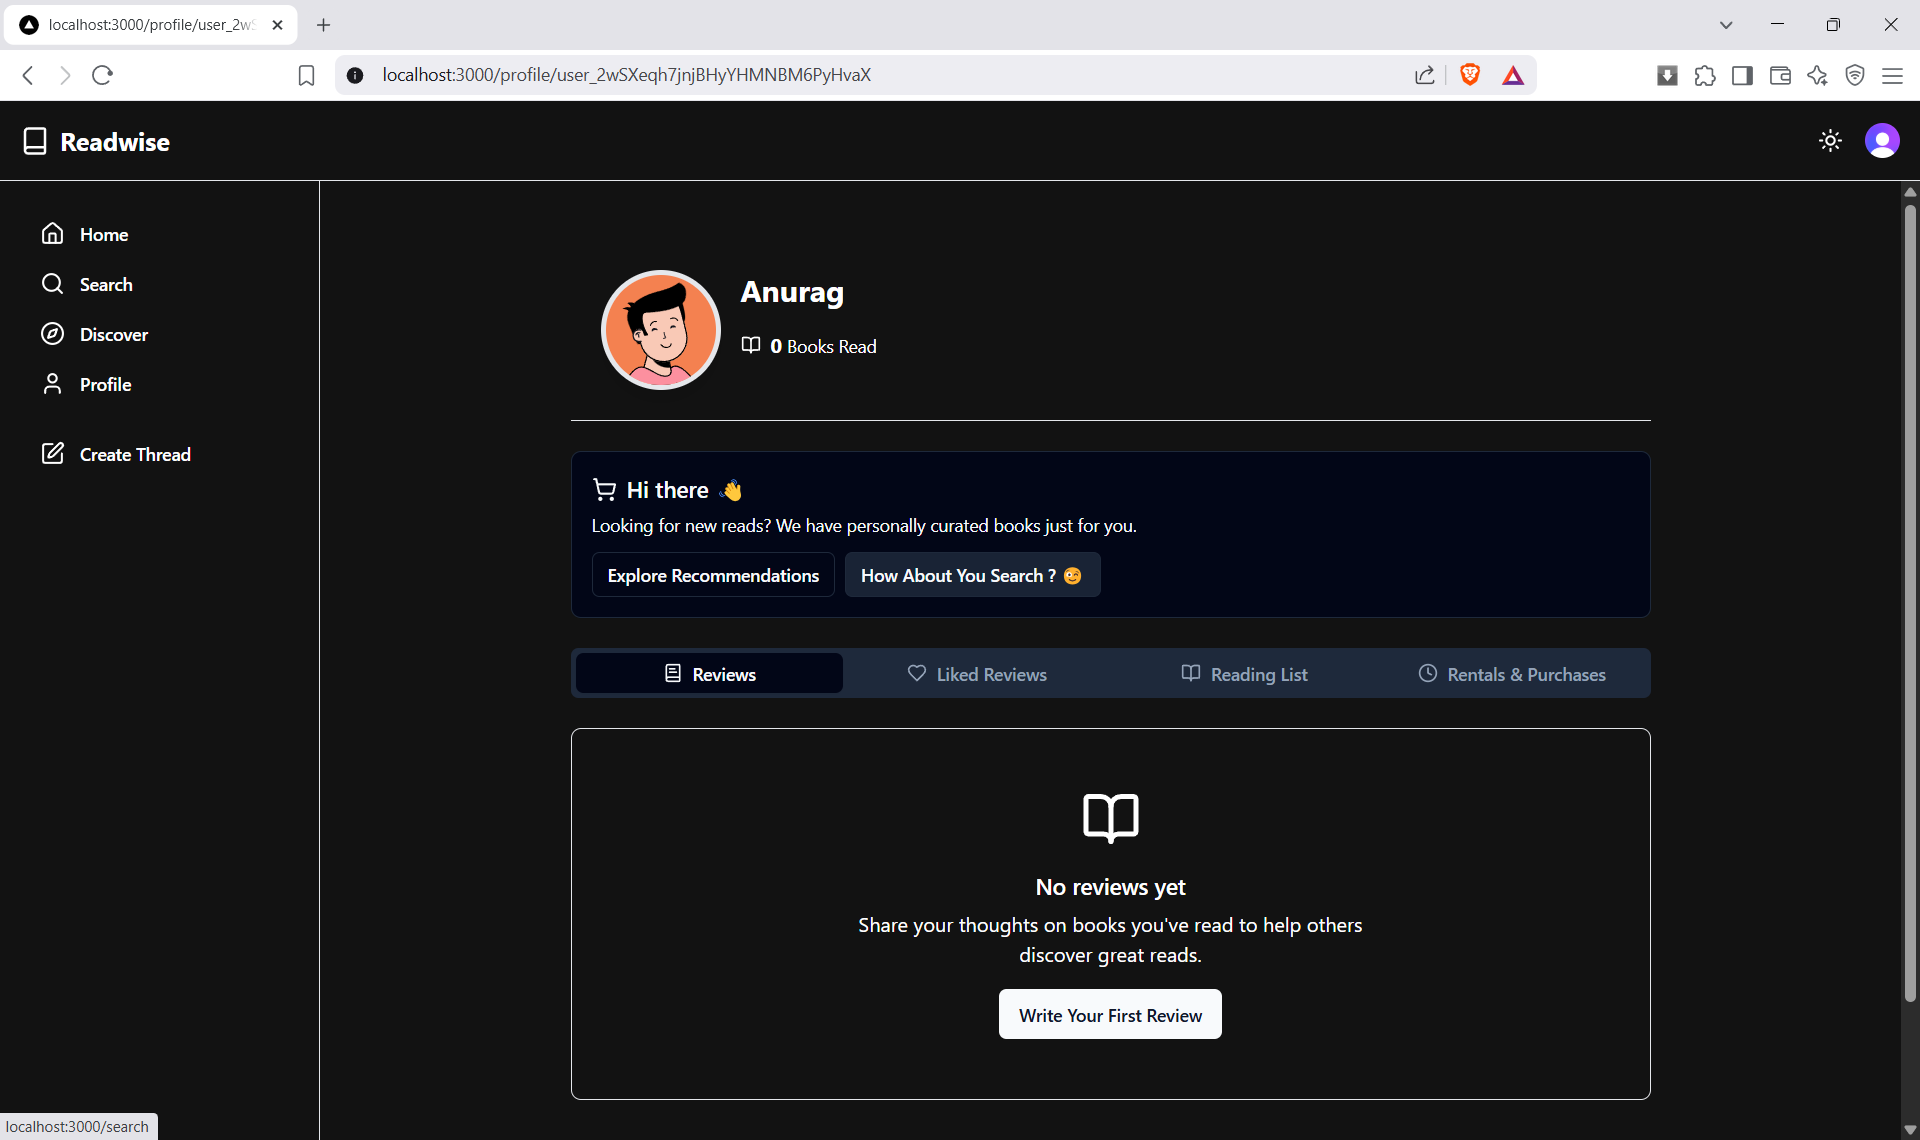 localhost:3000/profile/user_2wS
localhost:3000/profile/user_2wSXeqh7jnjBHyYHMNBM6PyHvaX
Readwise
Home
Search
Discover
Profile
Create Thread
Anurag
0 Books Read
Hi there 👋
Looking for new reads? We have personally curated books just for you.
Explore Recommendations
How About You Search ? 😉
Reviews
Liked Reviews
Reading List
Rentals & Purchases
No reviews yet
Share your thoughts on books you've read to help others
discover great reads.
Write Your First Review
localhost:3000/search